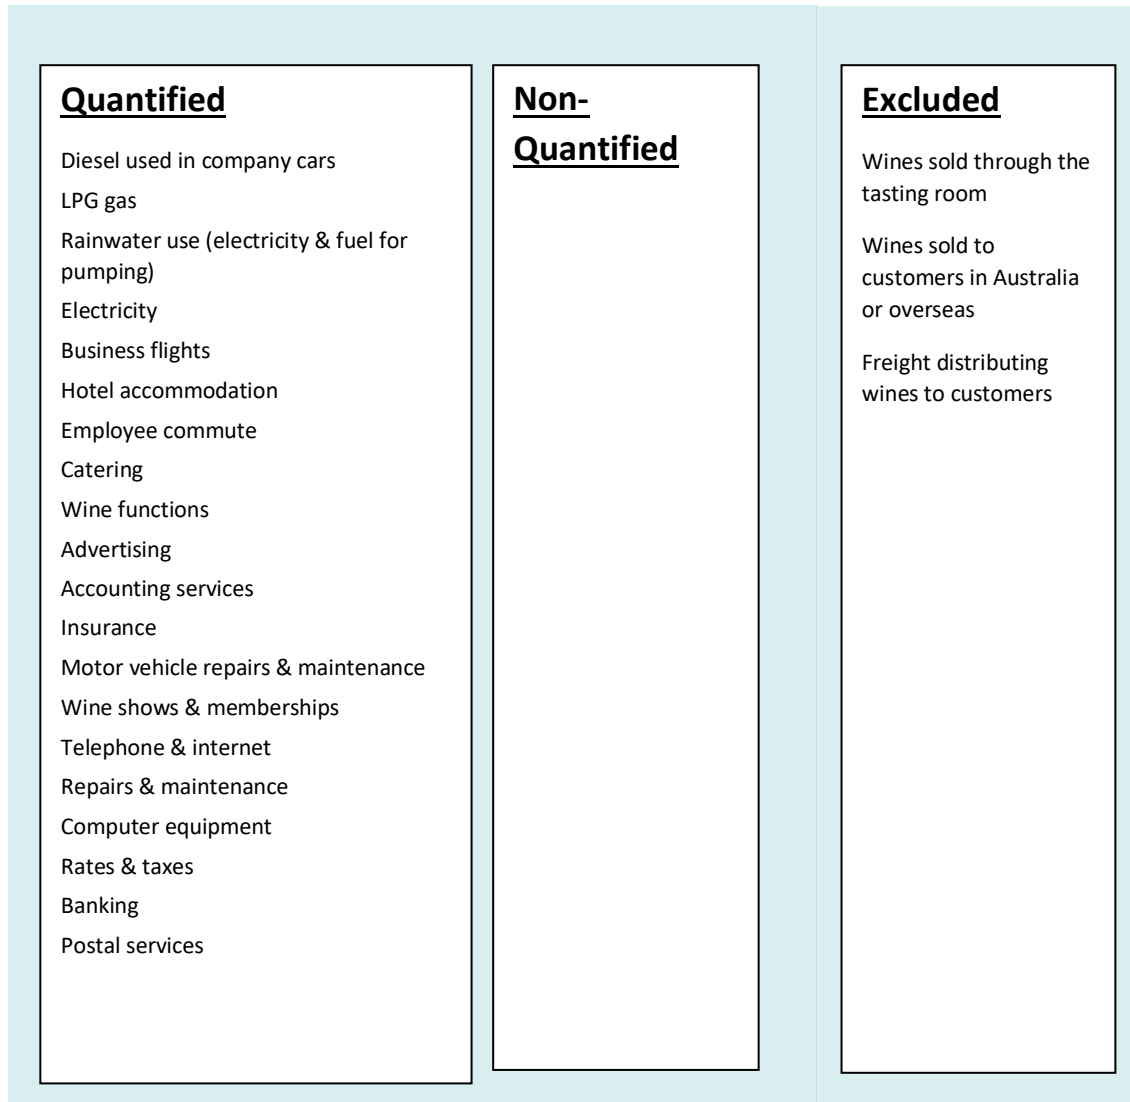 Quantified
Diesel used in company cars
LPG gas
Rainwater use (electricity & fuel for
pumping)
Electricity
Business flights
Hotel accommodation
Employee commute
Catering
Wine functions
Advertising
Accounting services
Insurance
Motor vehicle repairs & maintenance
Wine shows & memberships
Telephone & internet
Repairs & maintenance
Computer equipment
Rates & taxes
Banking
Postal services
Non-
Quantified
Excluded
Wines sold through the
tasting room
Wines sold to
customers in Australia
or overseas
Freight distributing
wines to customers